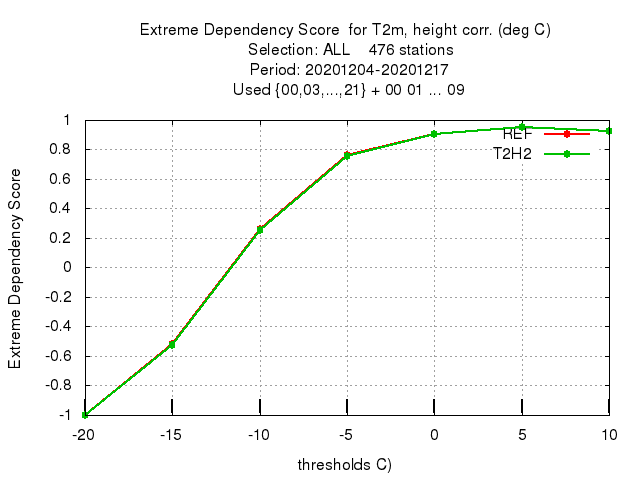 Extreme Dependency Score  for T2m, height corr. (deg C)
Selection: ALL    476 stations
Period: 20201204-20201217
Used {00,03,...,21} + 00 01 ... 09
Extreme Dependency Score
1
0.8
0.6
0.4
0.2
0
-0.2
-0.4
-0.6
-0.8
-1
REF
T2H2
-20
-15
-10
-5
0
5
10
thresholds C)